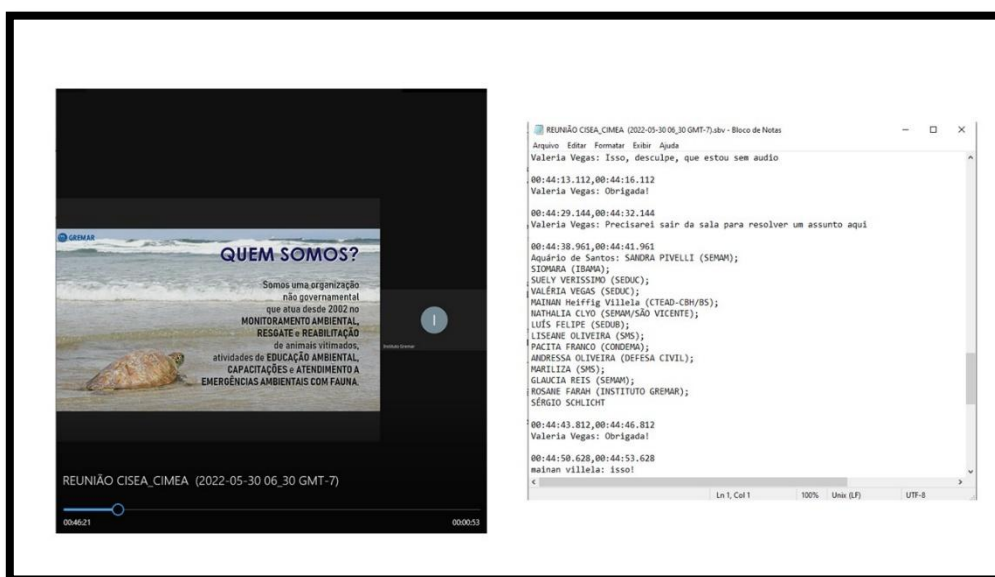 GREMAR
QUEM SOMOS?
Somos uma organização
não governamental
que atua desde 2002 no
MONITORAMENTO AMBIENTAL,
RESGATE e REABILITAÇÃO
de animais vitimados,
atividades de EDUCAÇÃO AMBIENTAL,
CAPACITAÇÕES e ATENDIMENTO A
EMERGÊNCIAS AMBIENTAIS COM FAUNA.
I
Instituto Gremar
REUNIÃO CISEA_CIMEA (2022-05-30 06_30 GMT-7)
00:46:21
00:00:53
REUNIÃO CISEA_CIMEA (2022-05-30 06_30 GMT-7).sbv - Bloco de Notas
Arquivo Editar Formatar Exibir Ajuda
Valeria Vegas: Isso, desculpe, que estou sem audio
00:44:13.112,00:44:16.112
Valeria Vegas: Obrigada!
00:44:29.144,00:44:32.144
Valeria Vegas: Precisarei sair da sala para resolver um assunto aqui
00:44:38.961,00:44:41.961
Aquário de Santos: SANDRA PIVELLI (SEMAM);
SIOMARA (IBAMA);
SUELY VERISSIMO (SEDUC);
VALÉRIA VEGAS (SEDUC);
MAINAN Heiffig Villela (CTEAD-CBH/BS);
NATHALIA CLYO (SEMAM/SÃO VICENTE);
LUÍS FELIPE (SEDUB);
LISEANE OLIVEIRA (SMS);
PACITA FRANCO (CONDEMA);
ANDRESSA OLIVEIRA (DEFESA CIVIL);
MARILIZA (SMS);
GLAUCIA REIS (SEMAM);
ROSANE FARAH (INSTITUTO GREMAR);
SÉRGIO SCHLICHT
00:44:43.812,00:44:46.812
Valeria Vegas: Obrigada!
00:44:50.628,00:44:53.628
mainan villela: isso!
Ln 1, Col 1 100% Unix (LF) UTF-8